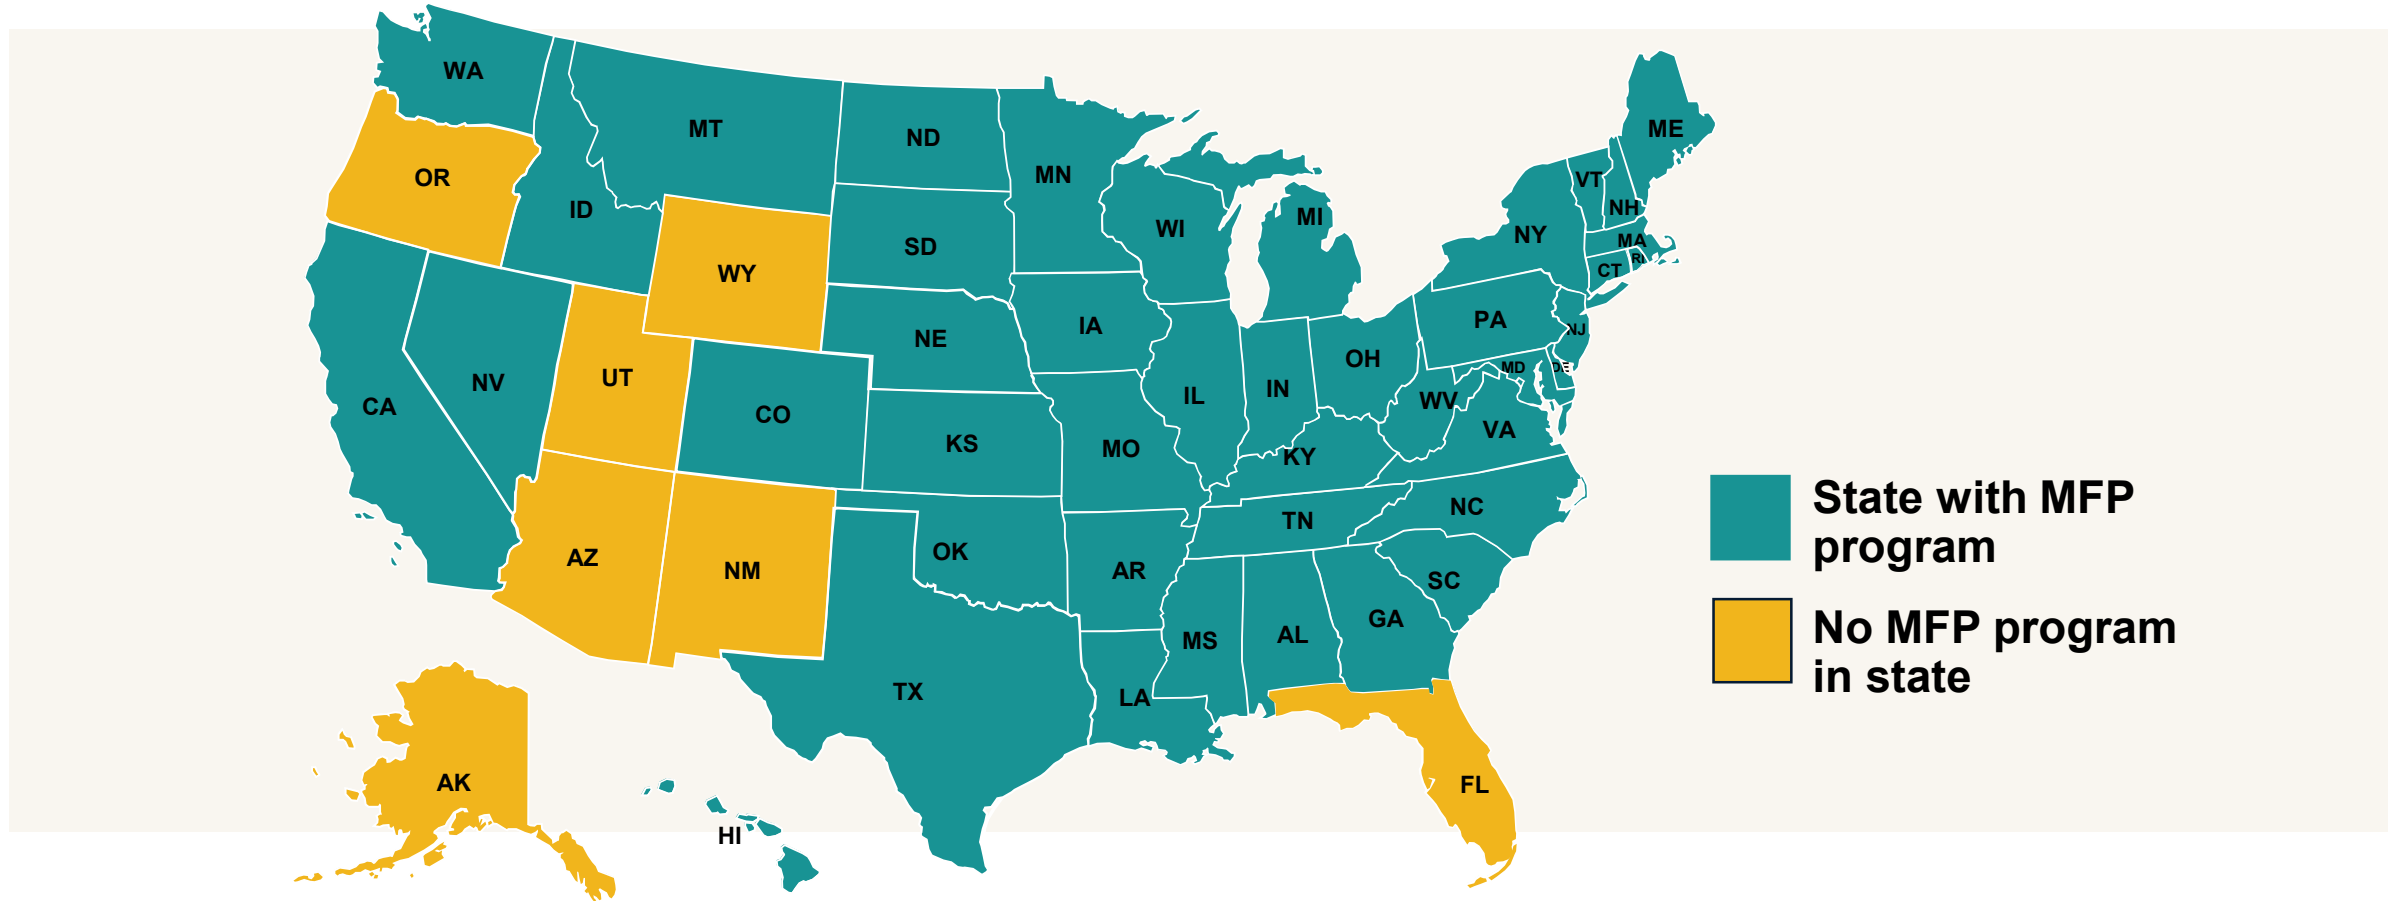 WA
MT
ND
MN
ME
OR
ID
SD
WI
MI
VT
NH
NY
MA
RI
CT
WY
NE
IA
PA
NJ
NV
UT
CO
KS
MO
IL
IN
OH
WV
MD
DE
VA
KY
CA
AZ
NM
OK
AR
TN
NC
SC
MS
AL
GA
TX
LA
FL
AK
HI
State with MFP
program
No MFP program
in state